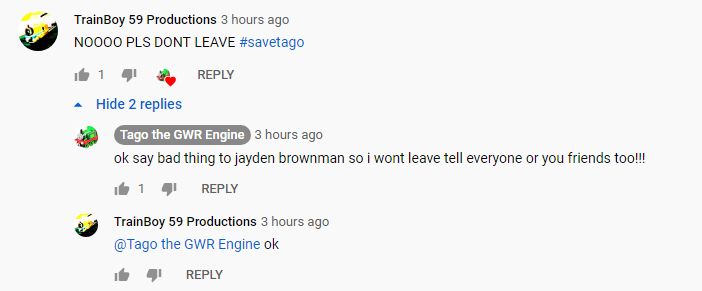 TrainBoy 59 Productions 3 hours ago
NOOOO PLS DONT LEAVE #savetago
1 REPLY
Hide 2 replies
Tago the GWR Engine 3 hours ago
ok say bad thing to jayden brownman so i wont leave tell everyone or you friends too!!!
1 REPLY
TrainBoy 59 Productions 3 hours ago
@Tago the GWR Engine ok
REPLY